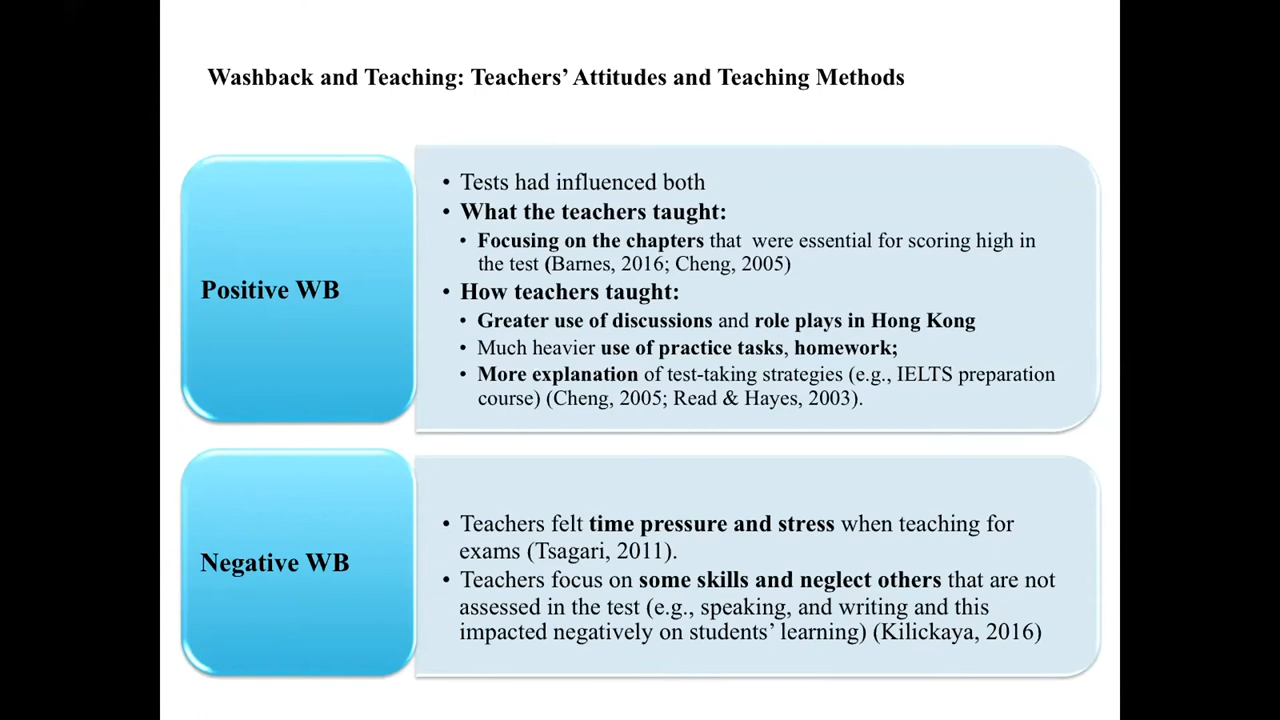 Washback and Teaching: Teachers’ Attitudes and Teaching Methods
Positive WB
• Tests had influenced both
• What the teachers taught:
• Focusing on the chapters that were essential for scoring high in
the test (Barnes, 2016; Cheng, 2005)
• How teachers taught:
• Greater use of discussions and role plays in Hong Kong
• Much heavier use of practice tasks, homework;
• More explanation of test-taking strategies (e.g., IELTS preparation
course) (Cheng, 2005; Read & Hayes, 2003).
Negative WB
• Teachers felt time pressure and stress when teaching for
exams (Tsagari, 2011).
• Teachers focus on some skills and neglect others that are not
assessed in the test (e.g., speaking, and writing and this
impacted negatively on students’ learning) (Kilickaya, 2016)